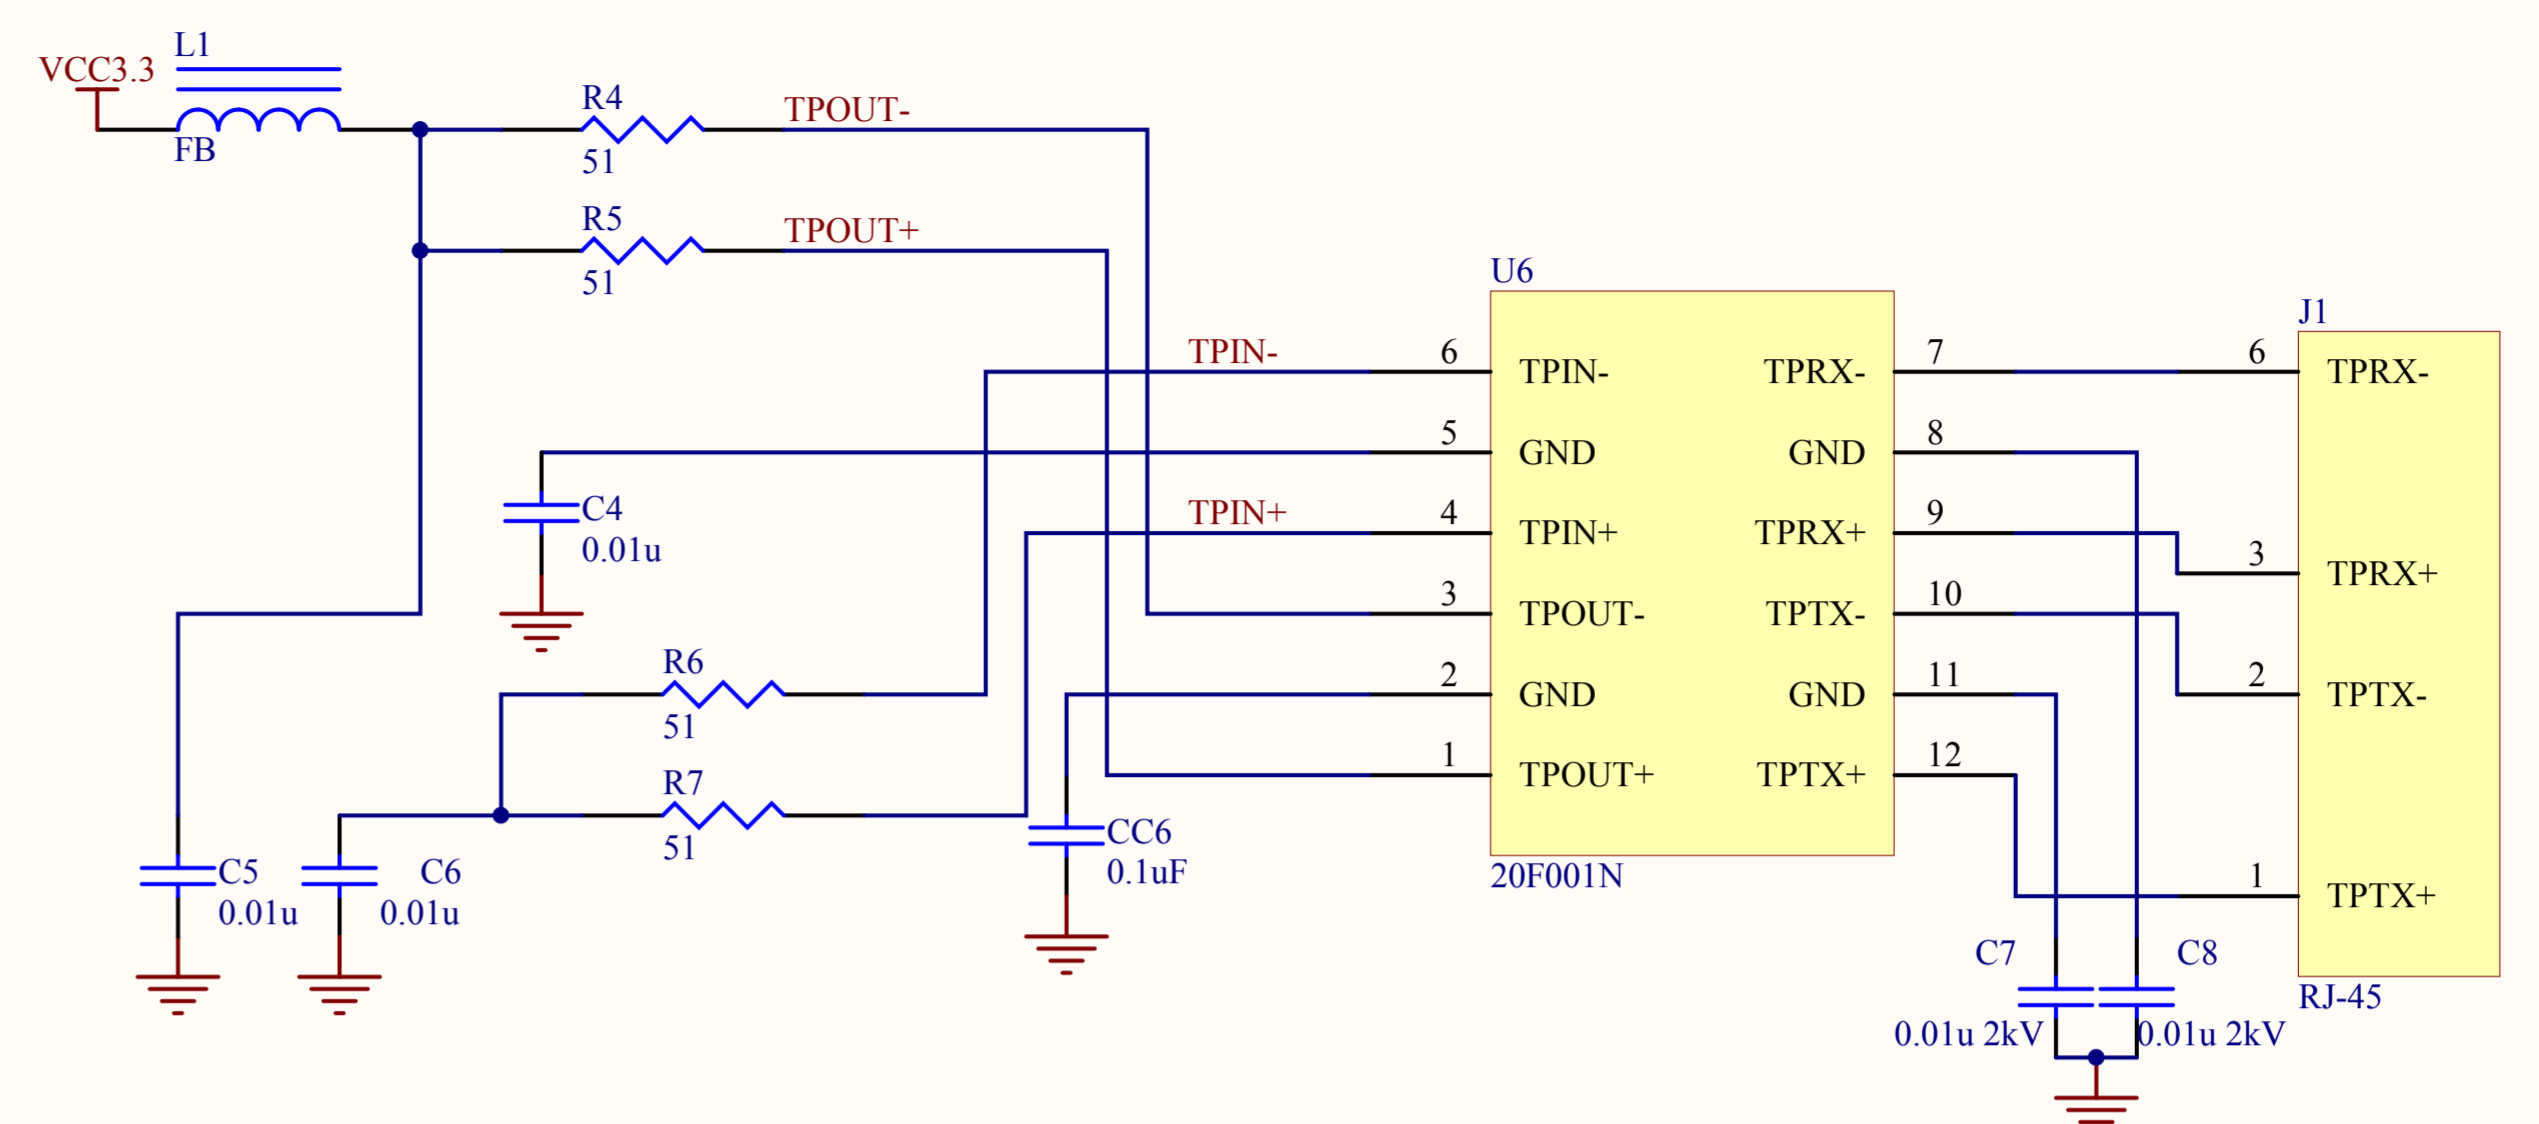 L1
VCC3.3
FB
R4
TPOUT-
51
R5
TPOUT+
51
U6
J1
TPIN-
6
TPIN-
TPRX-
7
6
TPRX-
5
GND
GND
8
C4
0.01u
TPIN+
4
TPIN+
TPRX+
9
3
TPRX+
3
TPOUT-
TPTX-
10
R6
51
2
GND
GND
11
2
TPTX-
R7
51
1
TPOUT+
TPTX+
12
CC6
0.1uF
20F001N
1
TPTX+
C5
0.01u
C6
0.01u
C7
C8
RJ-45
0.01u 2kV
0.01u 2kV